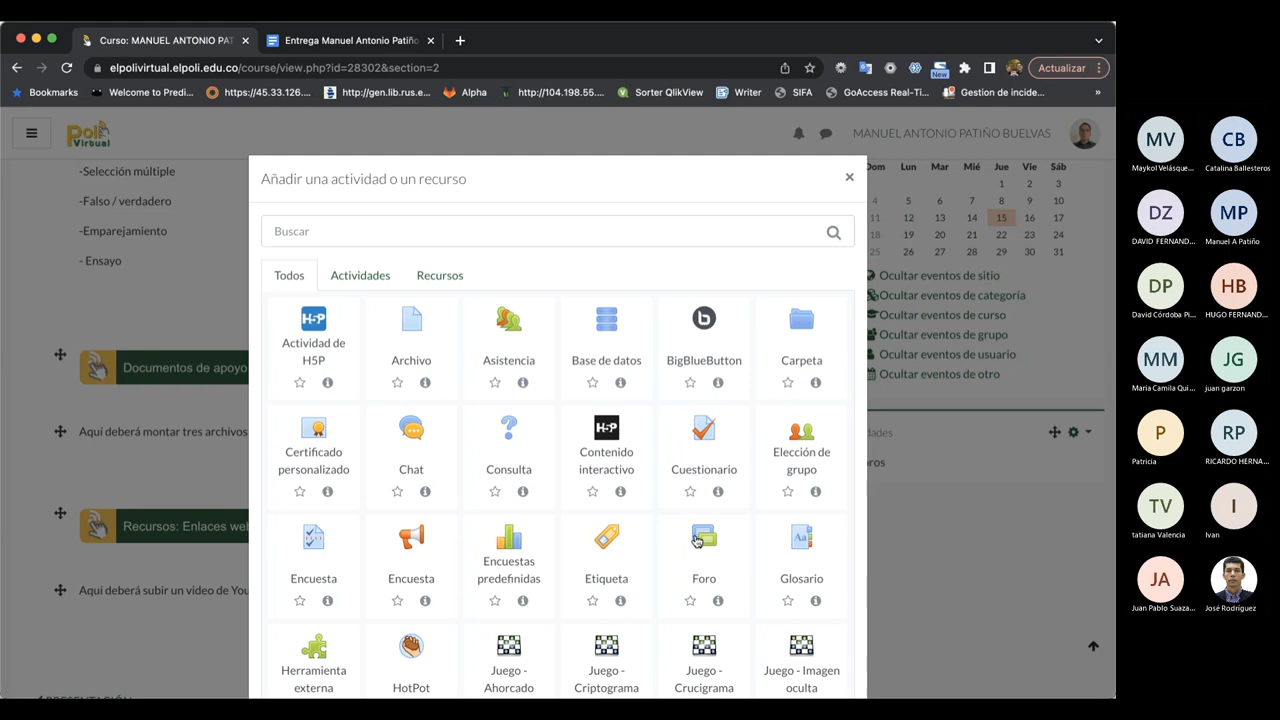 Curso: MANUEL ANTONIO PAT
Entrega Manuel Antonio Patiño
elpolivirtual.elpoli.edu.co/course/view.php?id=28302&section=2
New
Actualizar
Bookmarks
Welcome to Predi...
https://45.33.126....
http://gen.lib.rus.e...
Alpha
http://104.198.55....
Sorter QlikView
Writer
SIFA
GoAccess Real-Ti...
Gestion de incide...
»
Poli
Virtual
MANUEL ANTONIO PATIÑO BUELVAS
-Selección múltiple
-Falso / verdadero
-Emparejamiento
- Ensayo
Documentos de apoyo
Aquí deberá montar tres archivos
Recursos: Enlaces we
Aquí deberá subir un video de You
PRESENTACIÓN
Añadir una actividad o un recurso
×
Buscar
Todos
Actividades
Recursos
H5P
Actividad de
H5P
Archivo
Asistencia
Base de datos
b
BigBlueButton
Carpeta
Certificado
personalizado
Chat
?
Consulta
H5P
Contenido
interactivo
Cuestionario
Elección de
grupo
Encuesta
Encuesta
Encuestas
predefinidas
Etiqueta
Foro
Aa
Glosario
Herramienta
externa
HotPot
Juego -
Ahorcado
Juego -
Criptograma
Juego -
Crucigrama
Juego - Imagen
oculta
Dom Lun Mar Mié Jue Vie Sáb
1 2 3
4 5 6 7 8 9 10
11 12 13 14 15 16 17
18 19 20 21 22 23 24
25 26 27 28 29 30 31
Ocultar eventos de sitio
Ocultar eventos de categoría
Ocultar eventos de curso
Ocultar eventos de grupo
Ocultar eventos de usuario
Ocultar eventos de otro
dades
ros
MV
Maykol Velásque...
CB
Catalina Ballesteros
DZ
DAVID FERNAND...
MP
Manuel A Patiño
DP
David Córdoba Pi...
HB
HUGO FERNAND...
MM
Maria Camila Qui...
JG
juan garzon
P
Patricia
RP
RICARDO HERNA...
TV
tatiana Valencia
I
Ivan
JA
Juan Pablo Suaza...
José Rodríguez